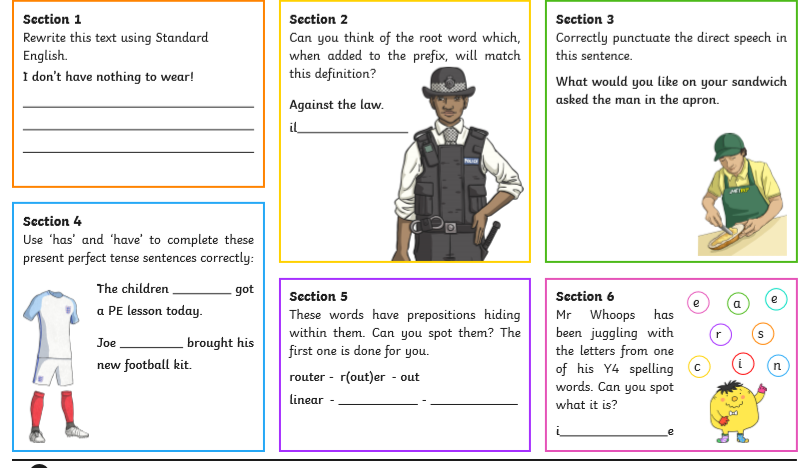 Section 1
Rewrite this text using Standard
English.
I don't have nothing to wear!
Section 2
Can you think of the root word which,
when added to the prefix, will match
this definition?
Against the law.
il__________________
POLICE
Section 3
Correctly punctuate the direct speech in
this sentence.
What would you like on your sandwich
asked the man in the apron.
Section 4
Use 'has' and 'have' to complete these
present perfect tense sentences correctly:
The children _________ got
a PE lesson today.
Joe __________ brought his
new football kit.
Section 5
These words have prepositions hiding
within them. Can you spot them? The
first one is done for you.
router - r(out)er - out
linear - _____________ - ______________
Section 6
Mr Whoops has
been juggling with
the letters from one
of his Y4 spelling
words. Can you spot
what it is?
i__________________e
e a e
r s
c i n